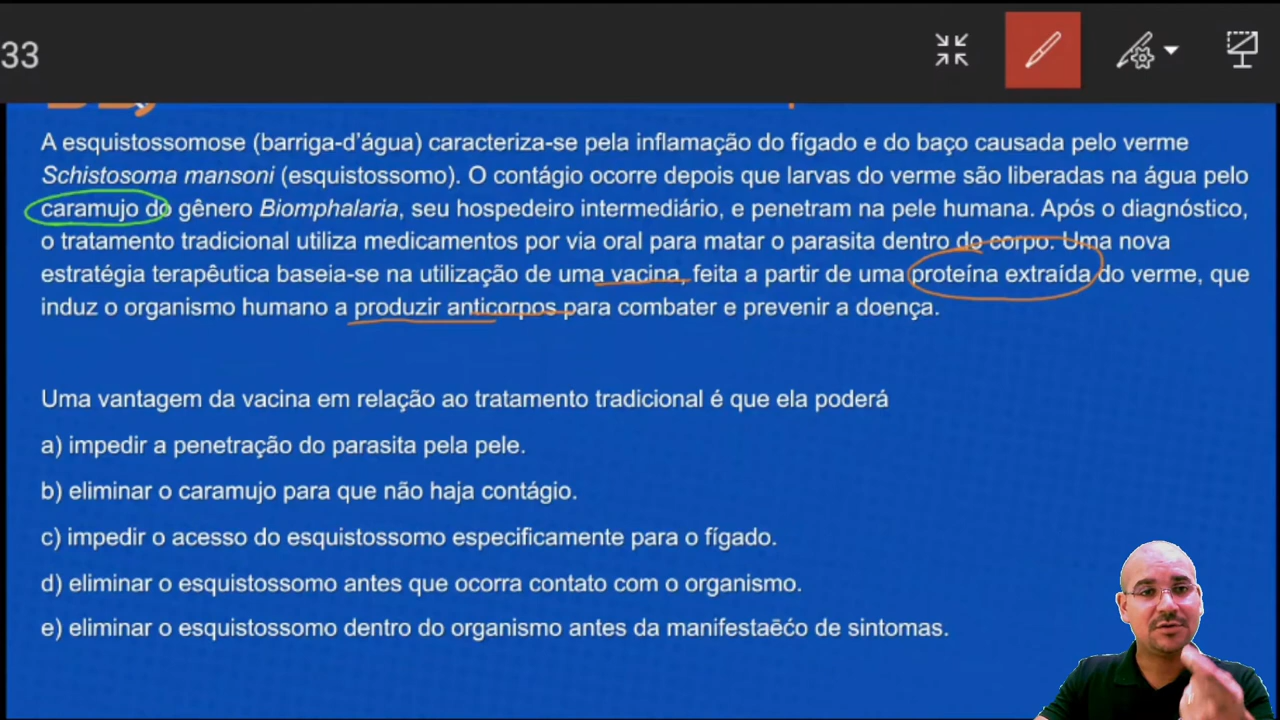 33
A esquistossomose (barriga-d'água) caracteriza-se pela inflamação do fígado e do baço causada pelo verme
Schistosoma mansoni (esquistossomo). O contágio ocorre depois que larvas do verme são liberadas na água pelo
caramujo do gênero Biomphalaria, seu hospedeiro intermediário, e penetram na pele humana. Após o diagnóstico,
o tratamento tradicional utiliza medicamentos por via oral para matar o parasita dentro do corpo. Uma nova
estratégia terapêutica baseia-se na utilização de uma vacina, feita a partir de uma proteína extraída do verme, que
induz o organismo humano a produzir anticorpos para combater e prevenir a doença.
Uma vantagem da vacina em relação ao tratamento tradicional é que ela poderá
a) impedir a penetração do parasita pela pele.
b) eliminar o caramujo para que não haja contágio.
c) impedir o acesso do esquistossomo especificamente para o fígado.
d) eliminar o esquistossomo antes que ocorra contato com o organismo.
e) eliminar o esquistossomo dentro do organismo antes da manifestaēćo de sintomas.